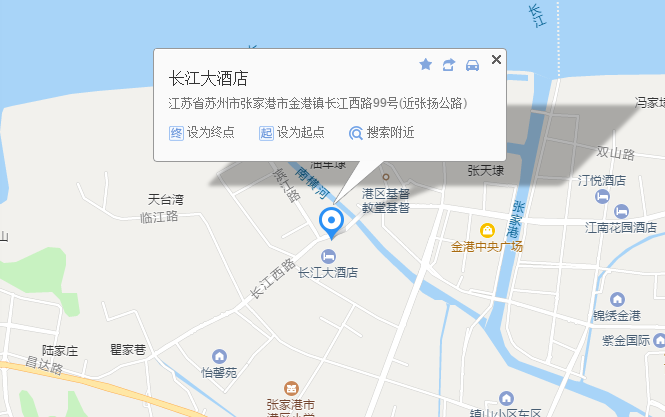 长江
长江大酒店
江苏省苏州市张家港市金港镇长江西路99号(近张扬公路)
终 设为终点
起 设为起点
搜索附近
冯家埭
双山路
张天埭
南横河
滨江路
汀悦酒店
天台湾
临江路
港区基督
教堂基督
张家港
江南花园酒店
金港中央广场
山
长江西路
长江大酒店
锦绣金港
紫金国际
陆家庄
瞿家巷
昌达路
怡馨苑
张家港市
港区小学
镇山小区东区